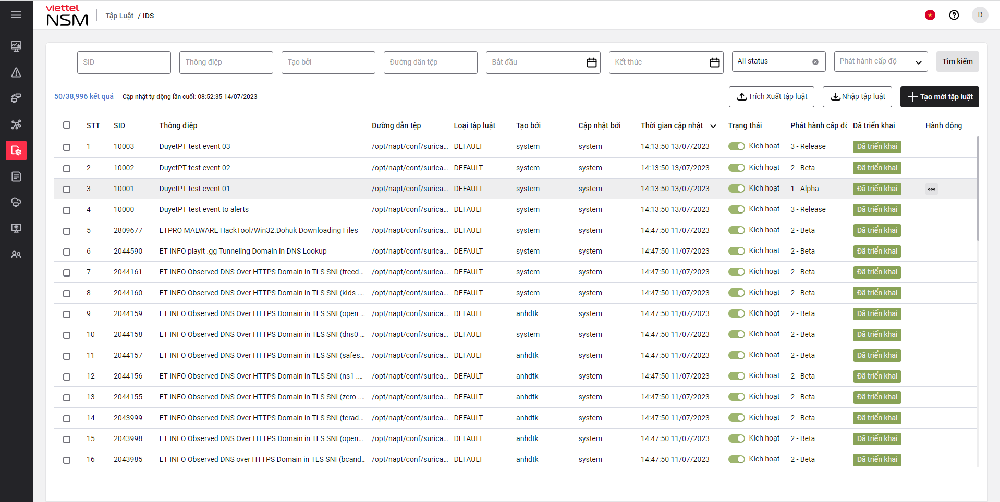 viettel
NSM
Tập Luật / IDS
D
SID
Thông điệp
Tạo bởi
Đường dẫn tệp
Bắt đầu
Kết thúc
All status
Phát hành cấp độ
Tìm kiếm
50/38,996 kết quả
Cập nhật tự động lần cuối: 08:52:35 14/07/2023
Trích Xuất tập luật
Nhập tập luật
Tạo mới tập luật
STT SID Thông điệp Đường dẫn tệp Loại tập luật Tạo bởi Cập nhật bởi Thời gian cập nhật Trạng thái Phát hành cấp độ Đã triển khai Hành động
1 10003 DuyetPT test event 03 /opt/napt/conf/surica... DEFAULT system system 14:13:50 13/07/2023 Kích hoạt 3 - Release Đã triển khai
2 10002 DuyetPT test event 02 /opt/napt/conf/surica... DEFAULT system system 14:13:50 13/07/2023 Kích hoạt 2 - Beta Đã triển khai
3 10001 DuyetPT test event 01 /opt/napt/conf/surica... DEFAULT system system 14:13:50 13/07/2023 Kích hoạt 1 - Alpha Đã triển khai
4 10000 DuyetPT test event to alerts /opt/napt/conf/surica... DEFAULT system system 14:13:50 13/07/2023 Kích hoạt 3 - Release Đã triển khai
5 2809677 ETPRO MALWARE HackTool/Win32.Dohuk Downloading Files /opt/napt/conf/surica... DEFAULT system system 14:47:50 11/07/2023 Kích hoạt 2 - Beta Đã triển khai
6 2044590 ET INFO playit .gg Tunneling Domain in DNS Lookup /opt/napt/conf/surica... DEFAULT system system 14:47:50 11/07/2023 Kích hoạt 2 - Beta Đã triển khai
7 2044161 ET INFO Observed DNS Over HTTPS Domain in TLS SNI (freed... /opt/napt/conf/surica... DEFAULT system system 14:47:50 11/07/2023 Kích hoạt 2 - Beta Đã triển khai
8 2044160 ET INFO Observed DNS Over HTTPS Domain in TLS SNI (kids .... /opt/napt/conf/surica... DEFAULT system system 14:47:50 11/07/2023 Kích hoạt 2 - Beta Đã triển khai
9 2044159 ET INFO Observed DNS Over HTTPS Domain in TLS SNI (open ... /opt/napt/conf/surica... DEFAULT anhdtk system 14:47:50 11/07/2023 Kích hoạt 2 - Beta Đã triển khai
10 2044158 ET INFO Observed DNS Over HTTPS Domain in TLS SNI (dns0 ... /opt/napt/conf/surica... DEFAULT system system 14:47:50 11/07/2023 Kích hoạt 2 - Beta Đã triển khai
11 2044157 ET INFO Observed DNS Over HTTPS Domain in TLS SNI (safes... /opt/napt/conf/surica... DEFAULT anhdtk system 14:47:50 11/07/2023 Kích hoạt 2 - Beta Đã triển khai
12 2044156 ET INFO Observed DNS Over HTTPS Domain in TLS SNI (ns1 .... /opt/napt/conf/surica... DEFAULT anhdtk system 14:47:50 11/07/2023 Kích hoạt 2 - Beta Đã triển khai
13 2044155 ET INFO Observed DNS Over HTTPS Domain in TLS SNI (zero .... /opt/napt/conf/surica... DEFAULT anhdtk system 14:47:50 11/07/2023 Kích hoạt 2 - Beta Đã triển khai
14 2043999 ET INFO Observed DNS Over HTTPS Domain in TLS SNI (terad... /opt/napt/conf/surica... DEFAULT anhdtk system 14:47:50 11/07/2023 Kích hoạt 2 - Beta Đã triển khai
15 2043998 ET INFO Observed DNS Over HTTPS Domain in TLS SNI (open... /opt/napt/conf/surica... DEFAULT anhdtk system 14:47:50 11/07/2023 Kích hoạt 2 - Beta Đã triển khai
16 2043985 ET INFO Observed DNS over HTTPS Domain in TLS SNI (bcand... /opt/napt/conf/surica... DEFAULT anhdtk system 14:47:50 11/07/2023 Kích hoạt 2 - Beta Đã triển khai